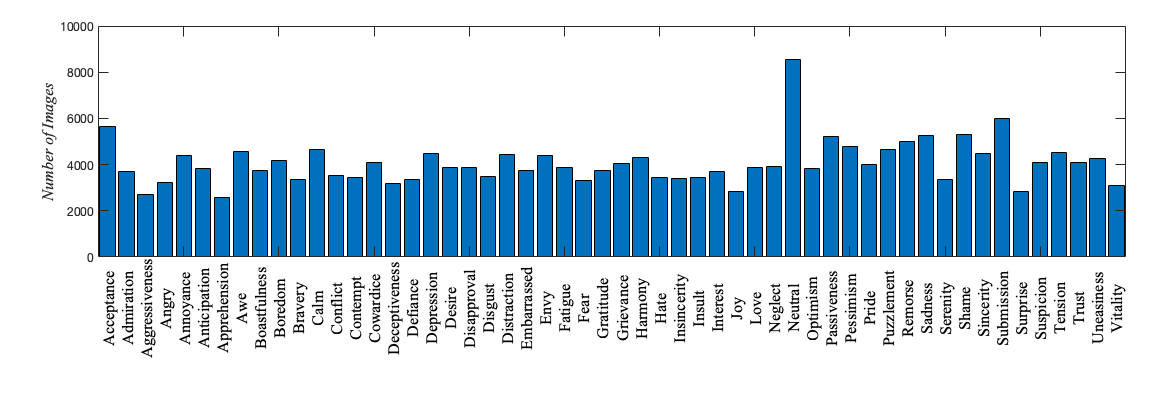 10000
8000
6000
4000
2000
0
Number of Images
Acceptance
Admiration
Aggressiveness
Angry
Annoyance
Anticipation
Apprehension
Awe
Boastfulness
Boredom
Bravery
Calm
Conflict
Contempt
Cowardice
Deceptiveness
Defiance
Depression
Desire
Disapproval
Disgust
Distraction
Embarrassed
Envy
Fatigue
Fear
Gratitude
Grievance
Harmony
Hate
Insincerity
Insult
Interest
Joy
Love
Neglect
Neutral
Optimism
Passiveness
Pessimism
Pride
Puzzlement
Remorse
Sadness
Serenity
Shame
Sincerity
Submission
Surprise
Suspicion
Tension
Trust
Uneasiness
Vitality